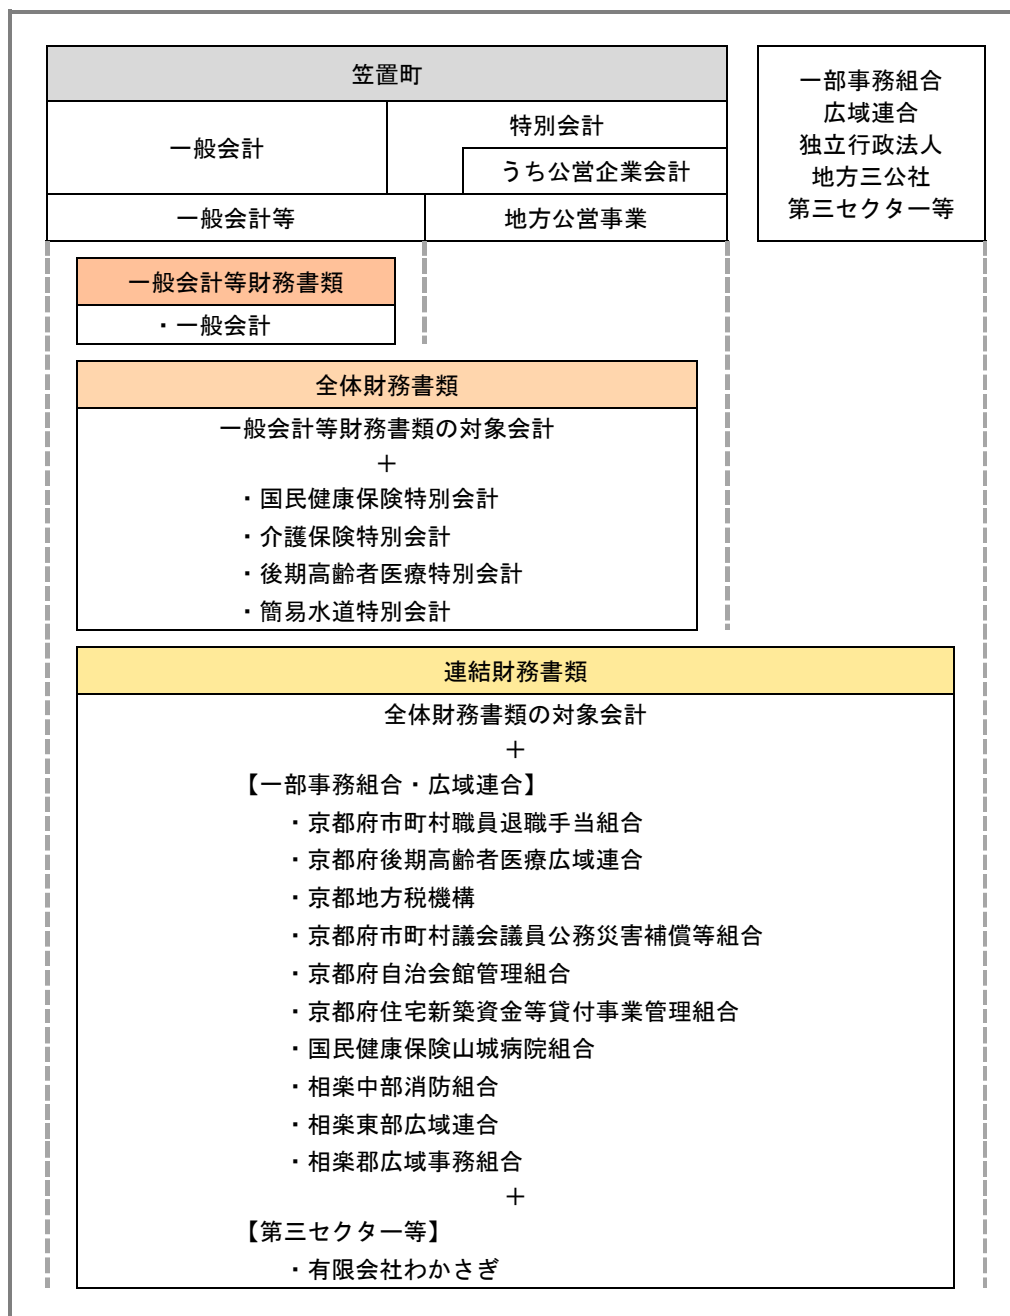 笠置町
一般会計
特別会計
うち公営企業会計
一般会計等
地方公営事業
一部事務組合
広域連合
独立行政法人
地方三公社
第三セクター等
一般会計等財務書類
・一般会計
全体財務書類
一般会計等財務書類の対象会計
＋
・国民健康保険特別会計
・介護保険特別会計
・後期高齢者医療特別会計
・簡易水道特別会計
連結財務書類
全体財務書類の対象会計
＋
【一部事務組合・広域連合】
・京都府市町村職員退職手当組合
・京都府後期高齢者医療広域連合
・京都地方税機構
・京都府市町村議会議員公務災害補償等組合
・京都府自治会館管理組合
・京都府住宅新築資金等貸付事業管理組合
・国民健康保険山城病院組合
・相楽中部消防組合
・相楽東部広域連合
・相楽郡広域事務組合
＋
【第三セクター等】
・有限会社わかさぎ